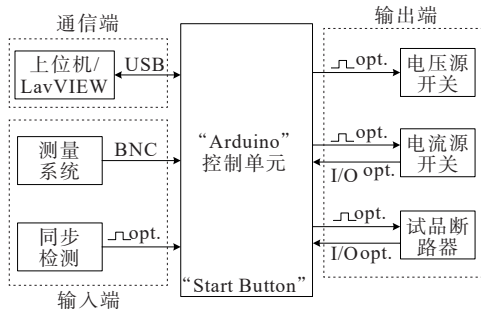 通信端
上位机/
LavVIEW
USB
测量
系统
BNC
同步
检测
opt.
输入端
“Arduino”
控制单元
“Start Button”
输出端
opt.
电压源
开关
opt.
I/O opt.
电流源
开关
opt.
I/O opt.
试品断
路器